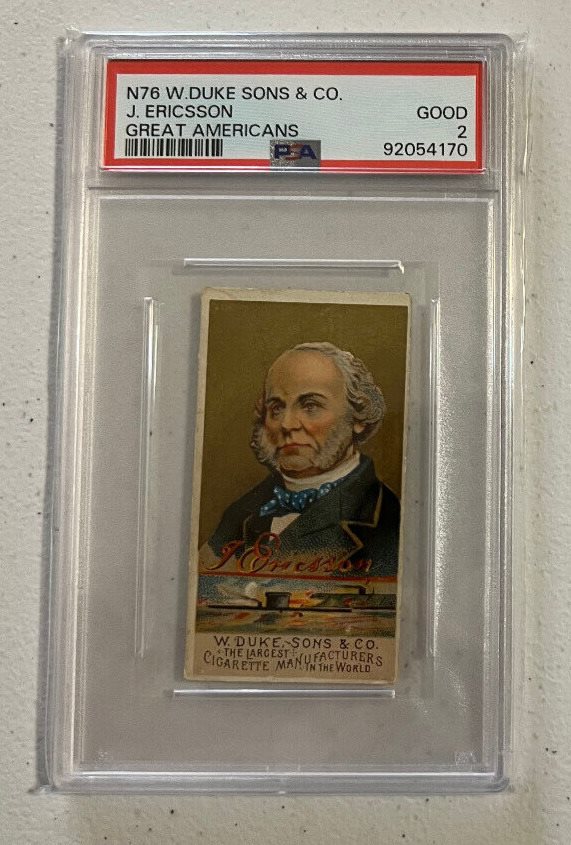 N76 W.DUKE SONS & CO.
J. ERICSSON GOOD
GREAT AMERICANS 2
PSA 92054170
J. Ericsson
W. DUKE, SONS & CO.
THE LARGEST
CIGARETTE MANUFACTURERS
IN THE WORLD